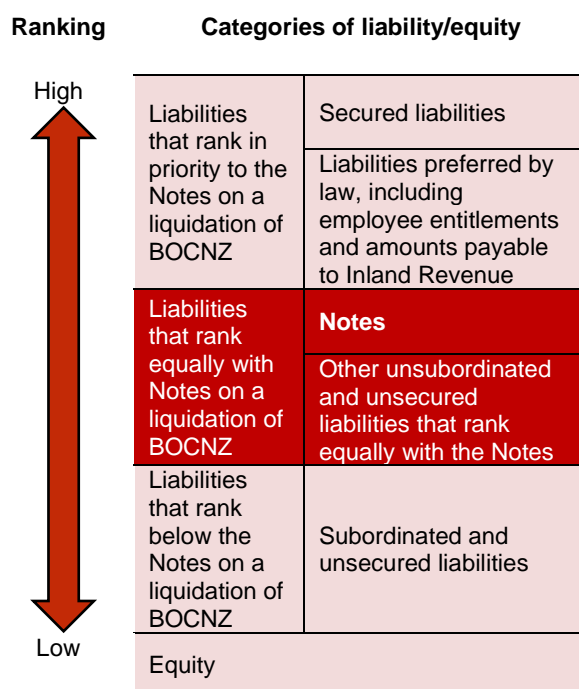 Ranking
Categories of liability/equity
High
Liabilities
that rank in
priority to the
Notes on a
liquidation of
BOCNZ
Secured liabilities
Liabilities preferred by
law, including
employee entitlements
and amounts payable
to Inland Revenue
Liabilities
that rank
equally with
Notes on a
liquidation of
BOCNZ
Notes
Other unsubordinated
and unsecured
liabilities that rank
equally with the Notes
Liabilities
that rank
below the
Notes on a
liquidation of
BOCNZ
Subordinated and
unsecured liabilities
Low
Equity